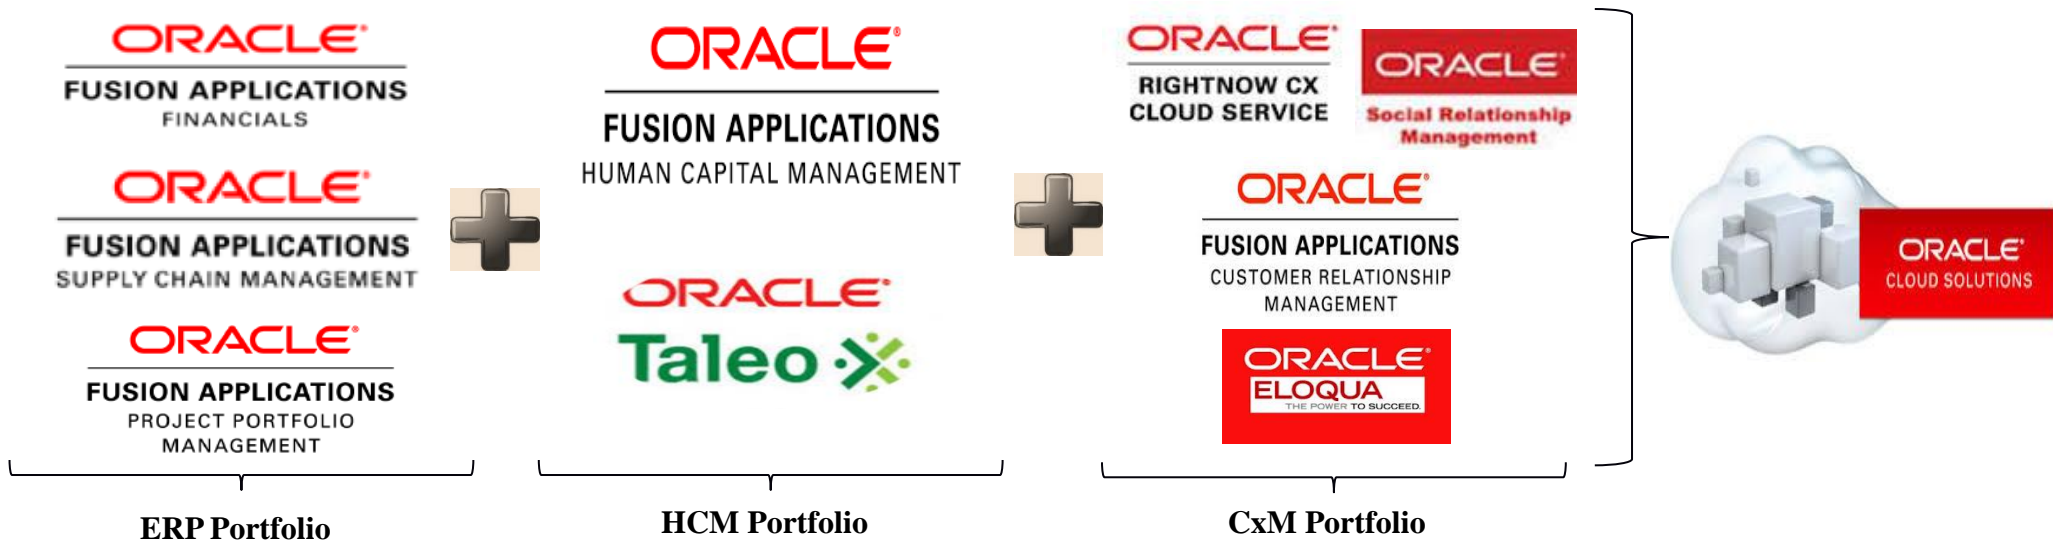 ORACLE®
FUSION APPLICATIONS
FINANCIALS
ORACLE®
FUSION APPLICATIONS
SUPPLY CHAIN MANAGEMENT
ORACLE®
FUSION APPLICATIONS
PROJECT PORTFOLIO
MANAGEMENT
ERP Portfolio
ORACLE®
FUSION APPLICATIONS
HUMAN CAPITAL MANAGEMENT
ORACLE®
Taleo
HCM Portfolio
ORACLE®
RIGHTNOW CX
CLOUD SERVICE
ORACLE®
Social Relationship
Management
ORACLE®
FUSION APPLICATIONS
CUSTOMER RELATIONSHIP
MANAGEMENT
ORACLE®
ELOQUA
THE POWER TO SUCCEED.
CxM Portfolio
ORACLE®
CLOUD SOLUTIONS